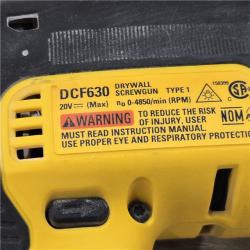 DCF630 DRYWALL SCREWGUN TYPE 1
20V ⎓ (Max) n₀ 0-4850/min (RPM)
WARNING TO REDUCE THE RISK
OF INJURY, USER
MUST READ INSTRUCTION MANUAL.
USE PROPER EYE AND RESPIRATORY PROTECTION
NOM